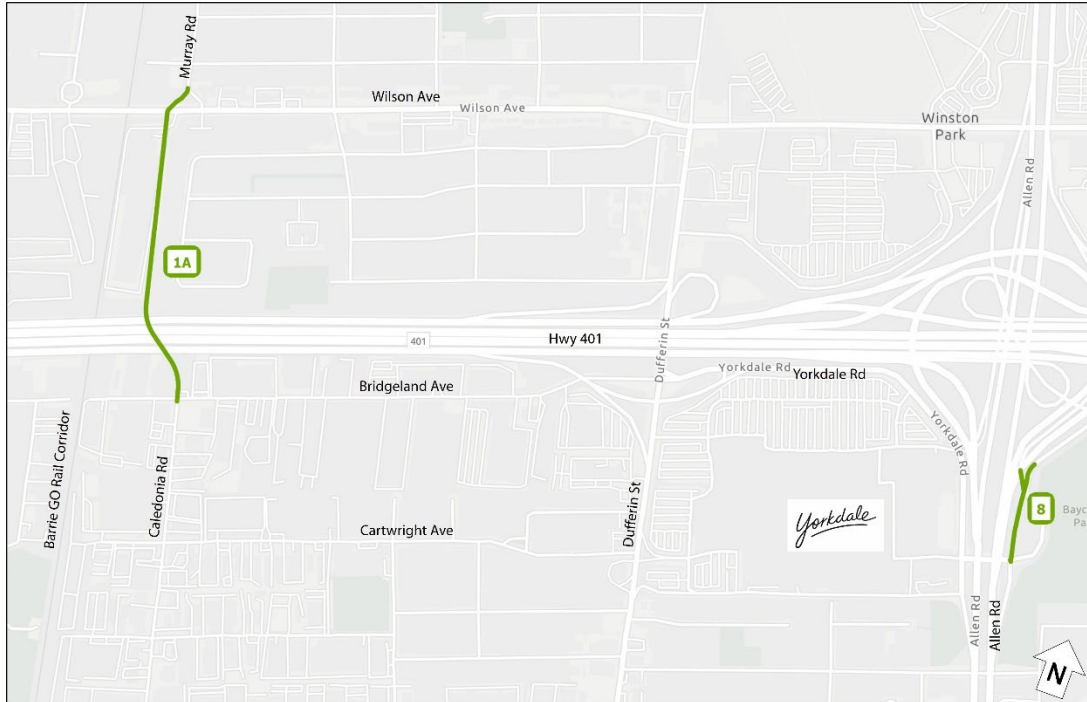 Murray Rd
Wilson Ave
Wilson Ave
Winston
Park
Allen Rd
1A
401
Hwy 401
Dufferin St
Yorkdale Rd
Yorkdale Rd
Bridgeland Ave
Yorkdale Rd
Barrie GO Rail Corridor
Caledonia Rd
Cartwright Ave
Dufferin St
yorkdale
8
Bayc
Pa
Allen Rd
Allen Rd
N